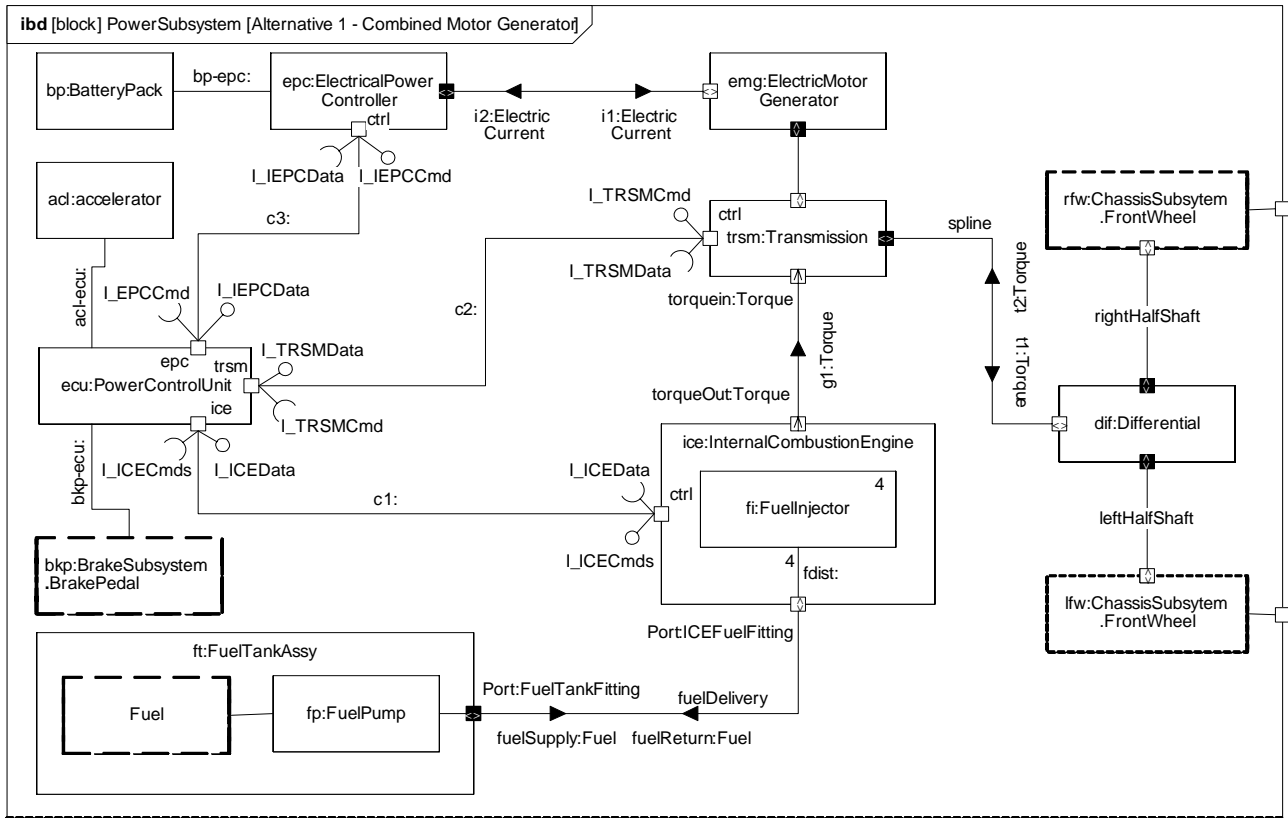 ibd [block] PowerSubsystem [Alternative 1 - Combined Motor Generator]
bp:BatteryPack
bp-epc:
epc:ElectricalPower
Controller
ctrl
i2:Electric
Current
i1:Electric
Current
emg:ElectricMotor
Generator
I_IEPCData
I_IEPCCmd
acl:accelerator
c3:
I_TRSMCmd
ctrl
trsm:Transmission
I_TRSMData
spline
rfw:ChassisSubsytem
.FrontWheel
acl-ecu:
I_EPCCmd
I_IEPCData
c2:
torquein:Torque
t2:Torque
rightHalfShaft
g1:Torque
t1:Torque
epc
trsm
I_TRSMData
ecu:PowerControlUnit
ice
I_TRSMCmd
torqueOut:Torque
dif:Differential
bkp-ecu:
I_ICECmds
I_ICEData
ice:InternalCombustionEngine
I_ICEData
ctrl
4
fi:FuelInjector
c1:
leftHalfShaft
I_ICECmds
4
fdist:
bkp:BrakeSubsystem
.BrakePedal
lfw:ChassisSubsytem
.FrontWheel
Port:ICEFuelFitting
ft:FuelTankAssy
Fuel
fp:FuelPump
Port:FuelTankFitting
fuelDelivery
fuelSupply:Fuel
fuelReturn:Fuel